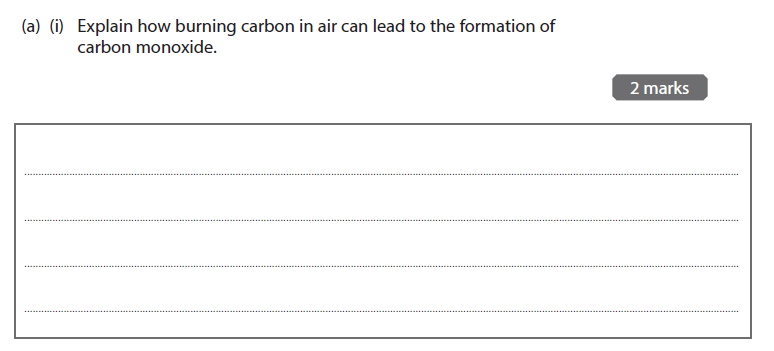 (a) (i) Explain how burning carbon in air can lead to the formation of
carbon monoxide.
2 marks